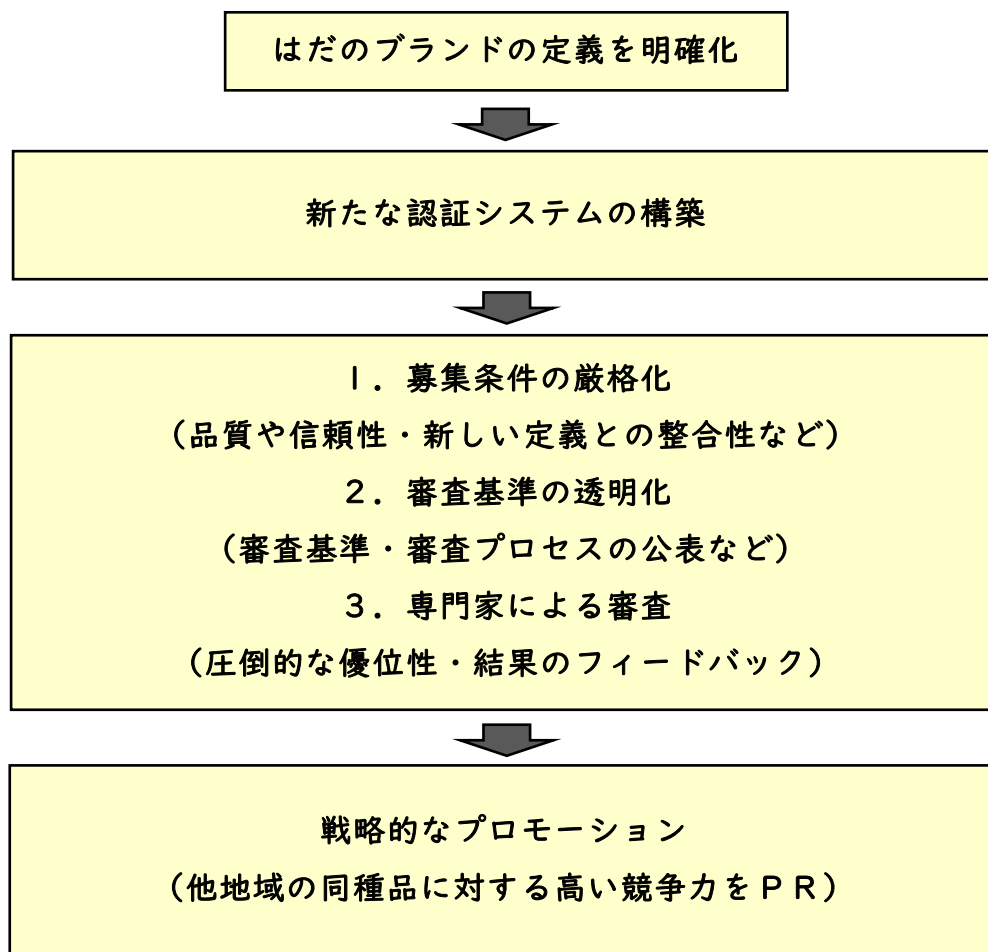 はだのブランドの定義を明確化
新たな認証システムの構築
１．募集条件の厳格化
（品質や信頼性・新しい定義との整合性など）
２．審査基準の透明化
（審査基準・審査プロセスの公表など）
３．専門家による審査
（圧倒的な優位性・結果のフィードバック）
戦略的なプロモーション
（他地域の同種品に対する高い競争力をＰＲ）